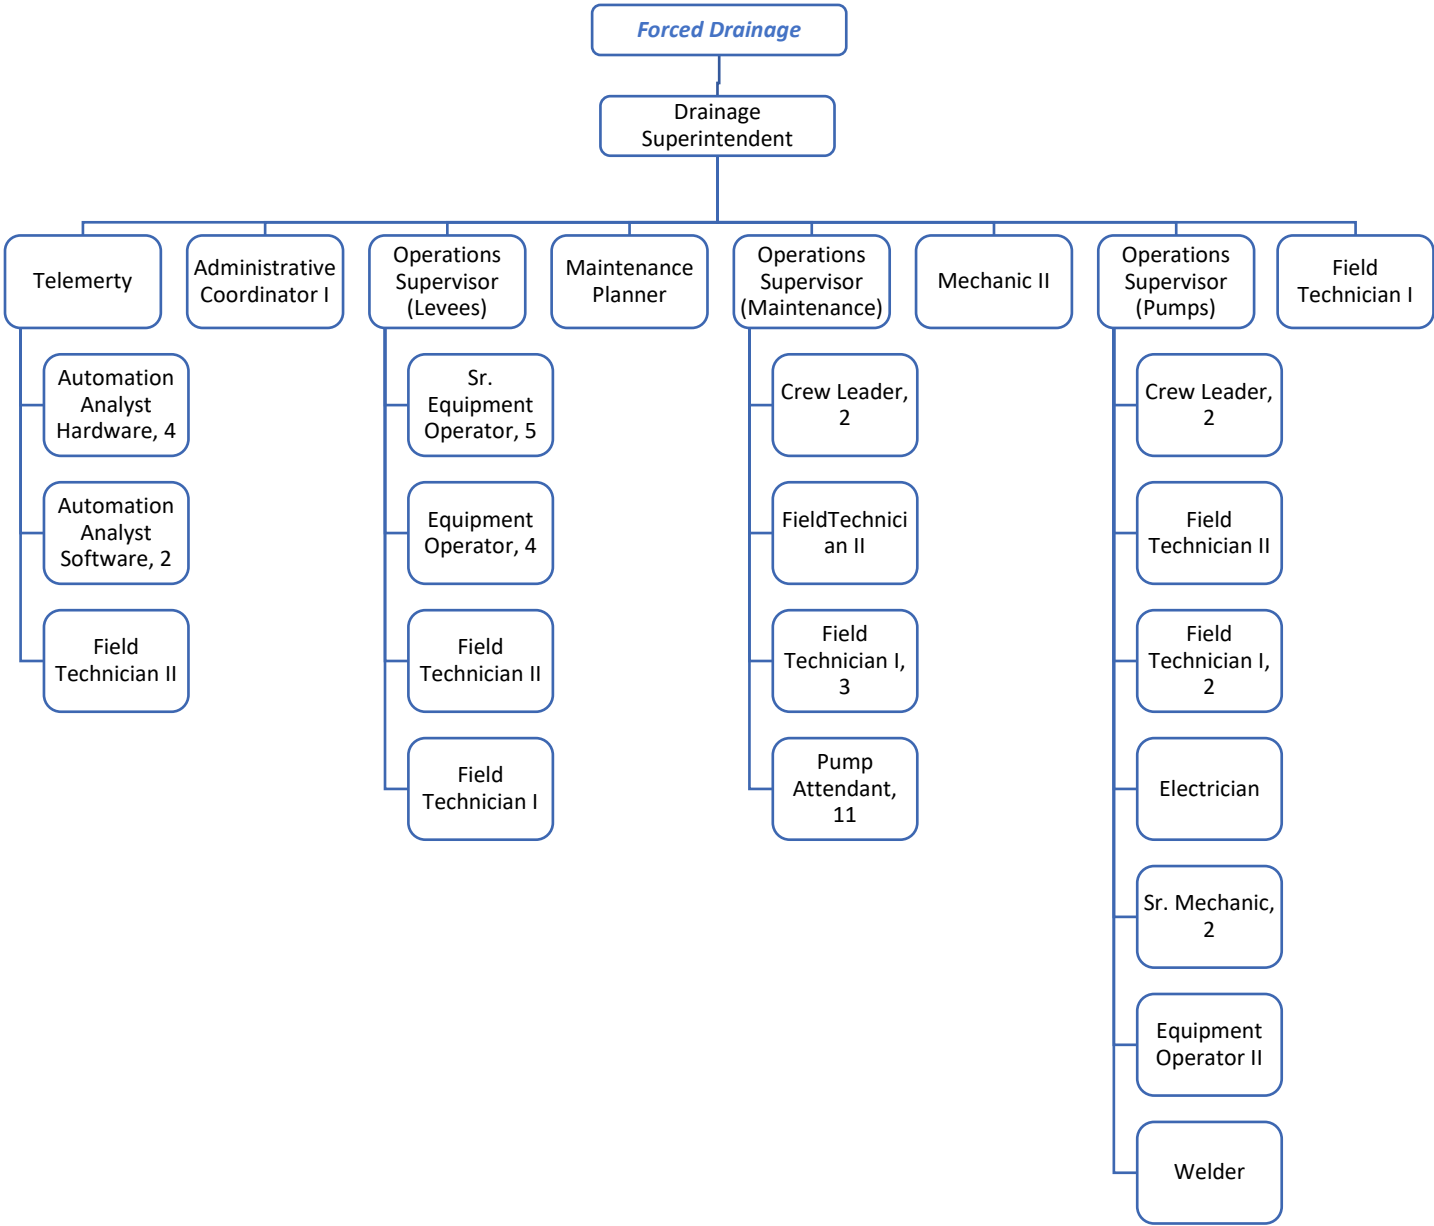 Forced Drainage
Drainage
Superintendent
Telemerty
Administrative
Coordinator I
Operations
Supervisor
(Levees)
Maintenance
Planner
Operations
Supervisor
(Maintenance)
Mechanic II
Operations
Supervisor
(Pumps)
Field
Technician I
Automation
Analyst
Hardware, 4
Automation
Analyst
Software, 2
Field
Technician II
Sr.
Equipment
Operator, 5
Equipment
Operator, 4
Field
Technician II
Field
Technician I
Crew Leader,
2
FieldTechnici
an II
Field
Technician I,
3
Pump
Attendant,
11
Crew Leader,
2
Field
Technician II
Field
Technician I,
2
Electrician
Sr. Mechanic,
2
Equipment
Operator II
Welder